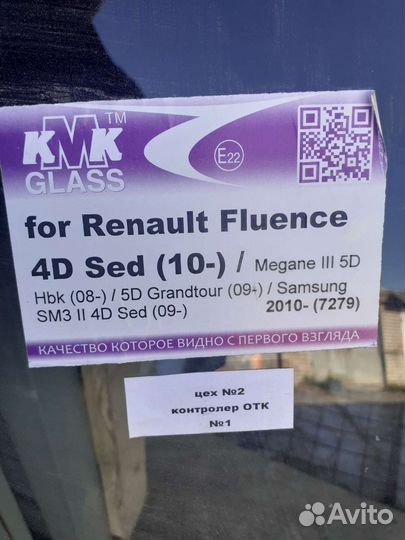 KMK™
GLASS
E22
for Renault Fluence
4D Sed (10-) / Megane III 5D
Hbk (08-) / 5D Grandtour (09-) / Samsung
SM3 II 4D Sed (09-) 2010- (7279)
КАЧЕСТВО КОТОРОЕ ВИДНО С ПЕРВОГО ВЗГЛЯДА
цех №2
контролер ОТК
№1
Avito